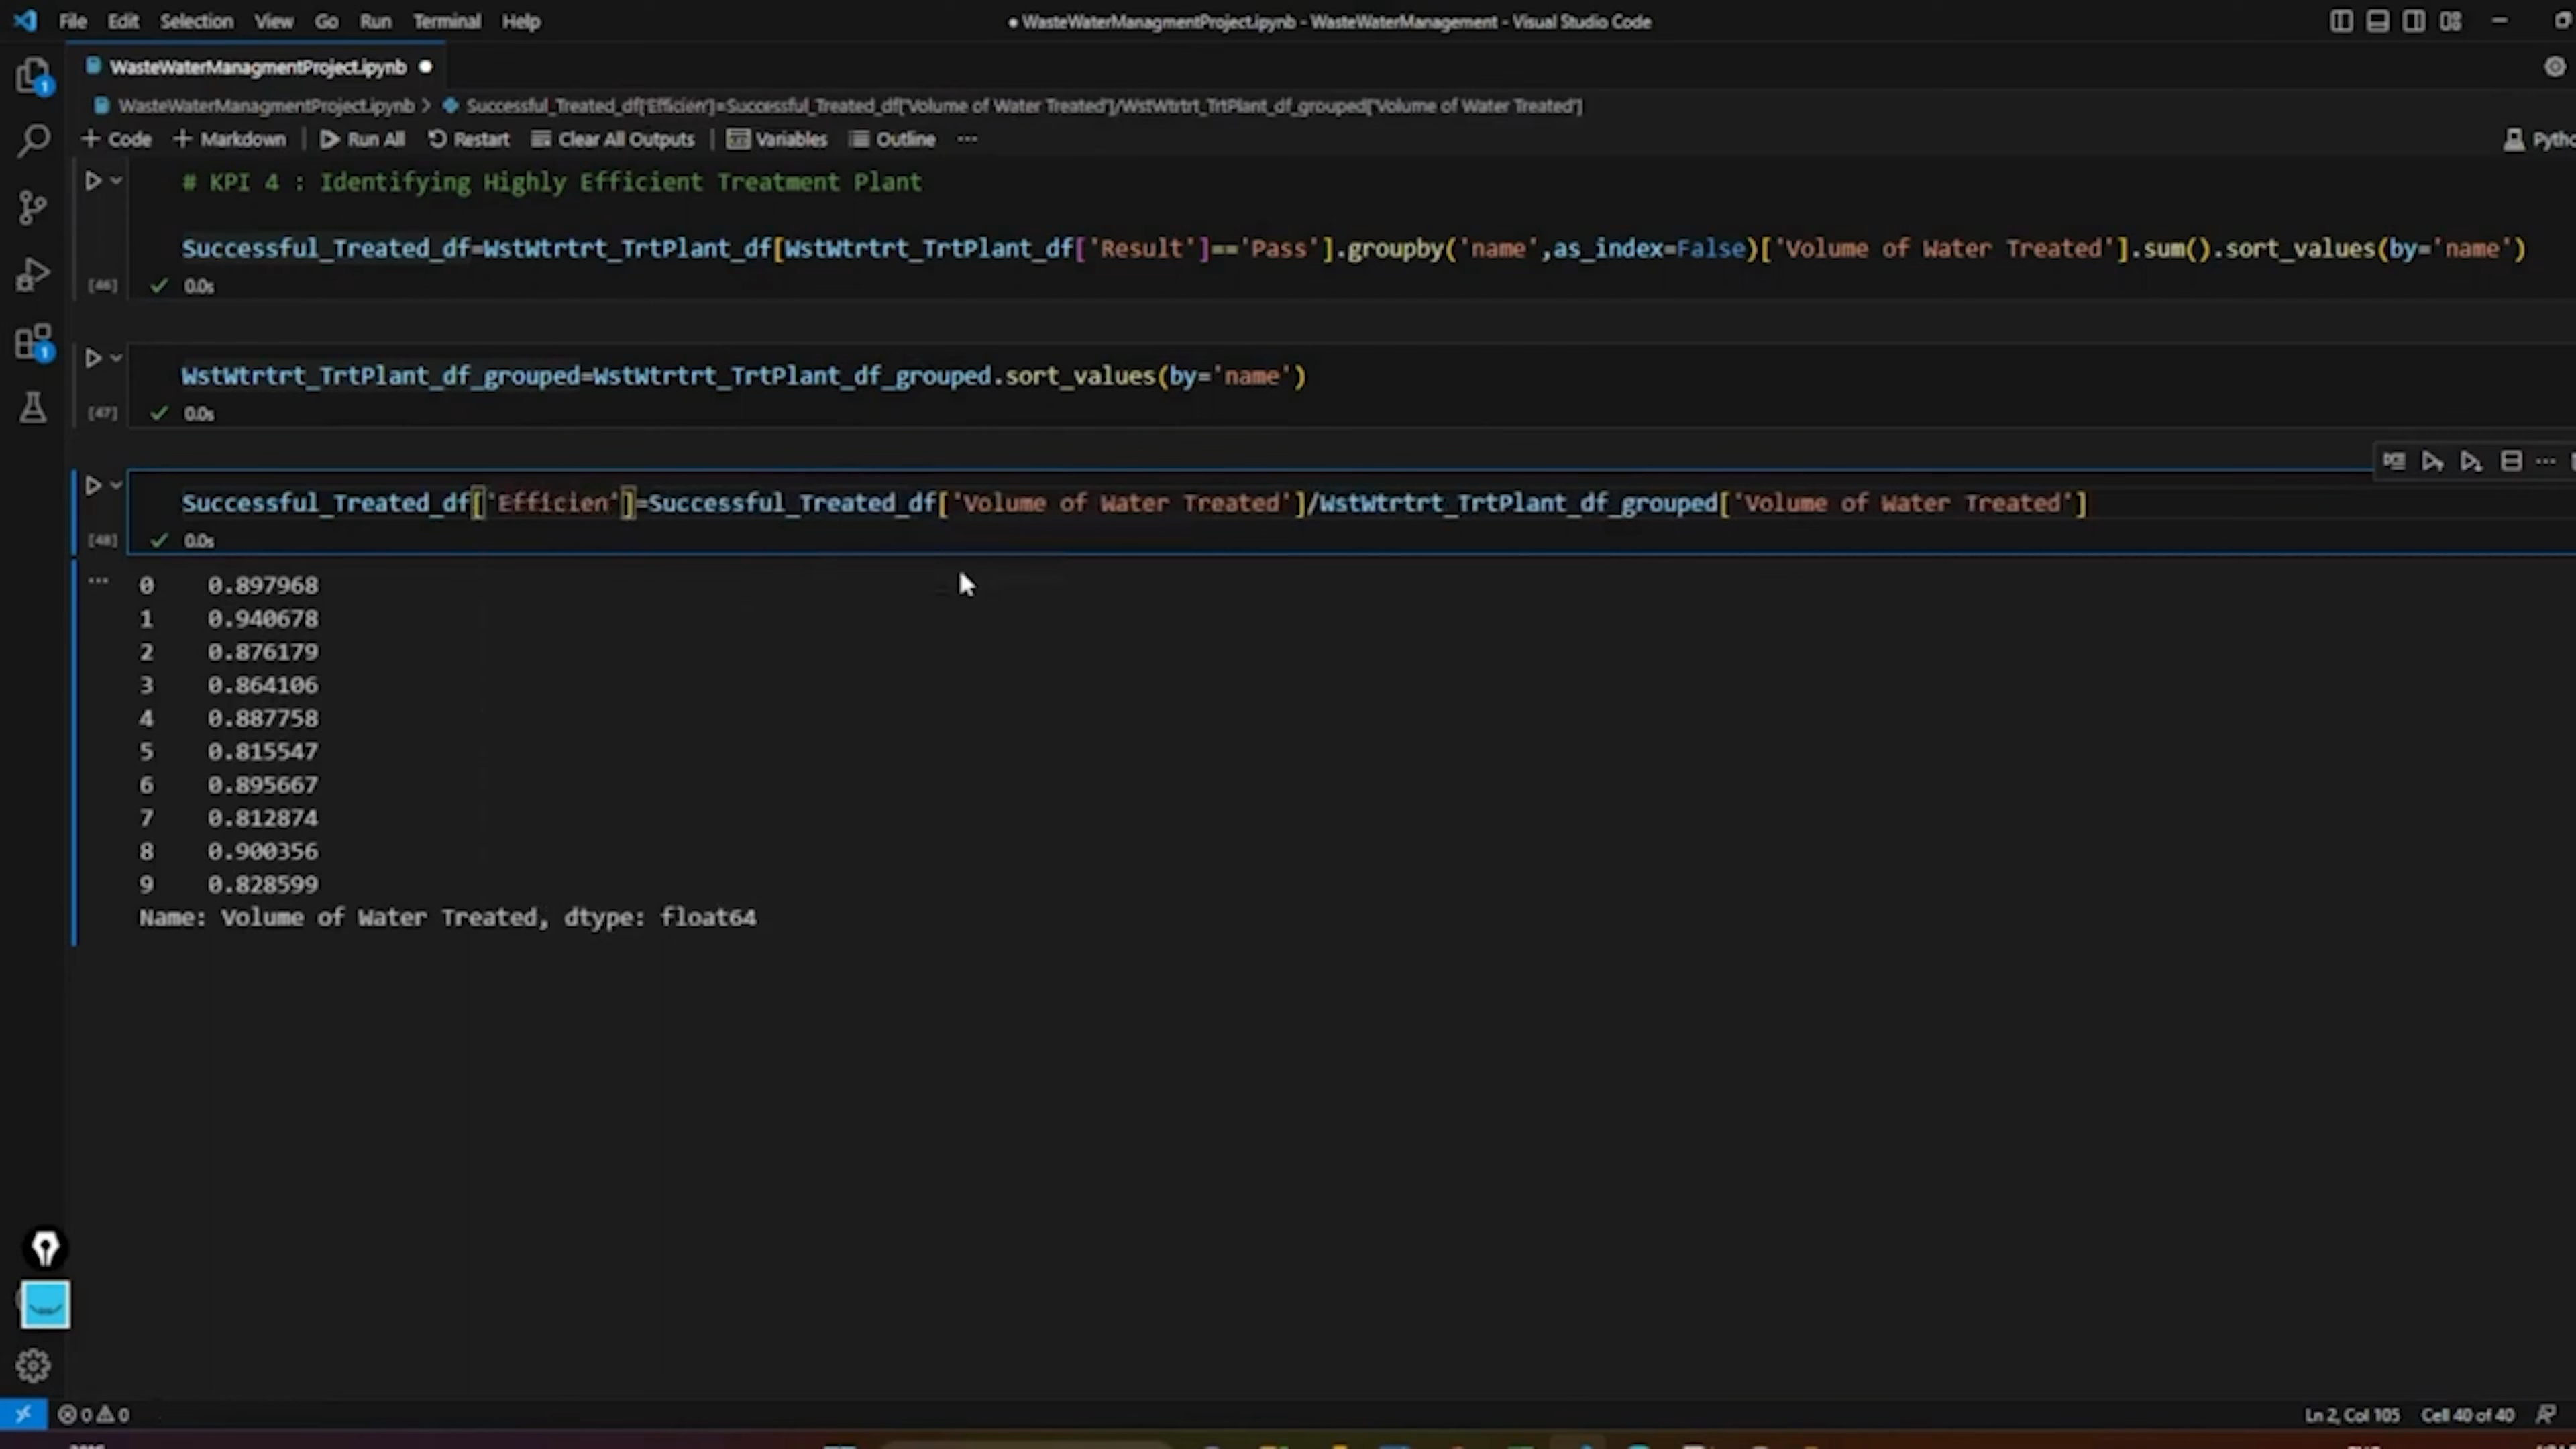 File Edit Selection View Go Run Terminal Help
● WasteWaterManagmentProject.ipynb - WasteWaterManagement - Visual Studio Code
WasteWaterManagmentProject.ipynb ●
WasteWaterManagmentProject.ipynb > Successful_Treated_df['Efficien']=Successful_Treated_df['Volume of Water Treated']/WstWtrtrt_TrtPlant_df_grouped['Volume of Water Treated']
+ Code + Markdown | Run All Restart Clear All Outputs | Variables Outline ...
# KPI 4 : Identifying Highly Efficient Treatment Plant
Successful_Treated_df=WstWtrtrt_TrtPlant_df[WstWtrtrt_TrtPlant_df['Result']=='Pass'].groupby('name',as_index=False)['Volume of Water Treated'].sum().sort_values(by='name')
[46] ✓ 0.0s
WstWtrtrt_TrtPlant_df_grouped=WstWtrtrt_TrtPlant_df_grouped.sort_values(by='name')
[47] ✓ 0.0s
Successful_Treated_df['Efficien']=Successful_Treated_df['Volume of Water Treated']/WstWtrtrt_TrtPlant_df_grouped['Volume of Water Treated']
[48] ✓ 0.0s
0 0.897968
1 0.940678
2 0.876179
3 0.864106
4 0.887758
5 0.815547
6 0.895667
7 0.812874
8 0.900356
9 0.828599
Name: Volume of Water Treated, dtype: float64
0 0
Ln 2, Col 105 Cell 40 of 40